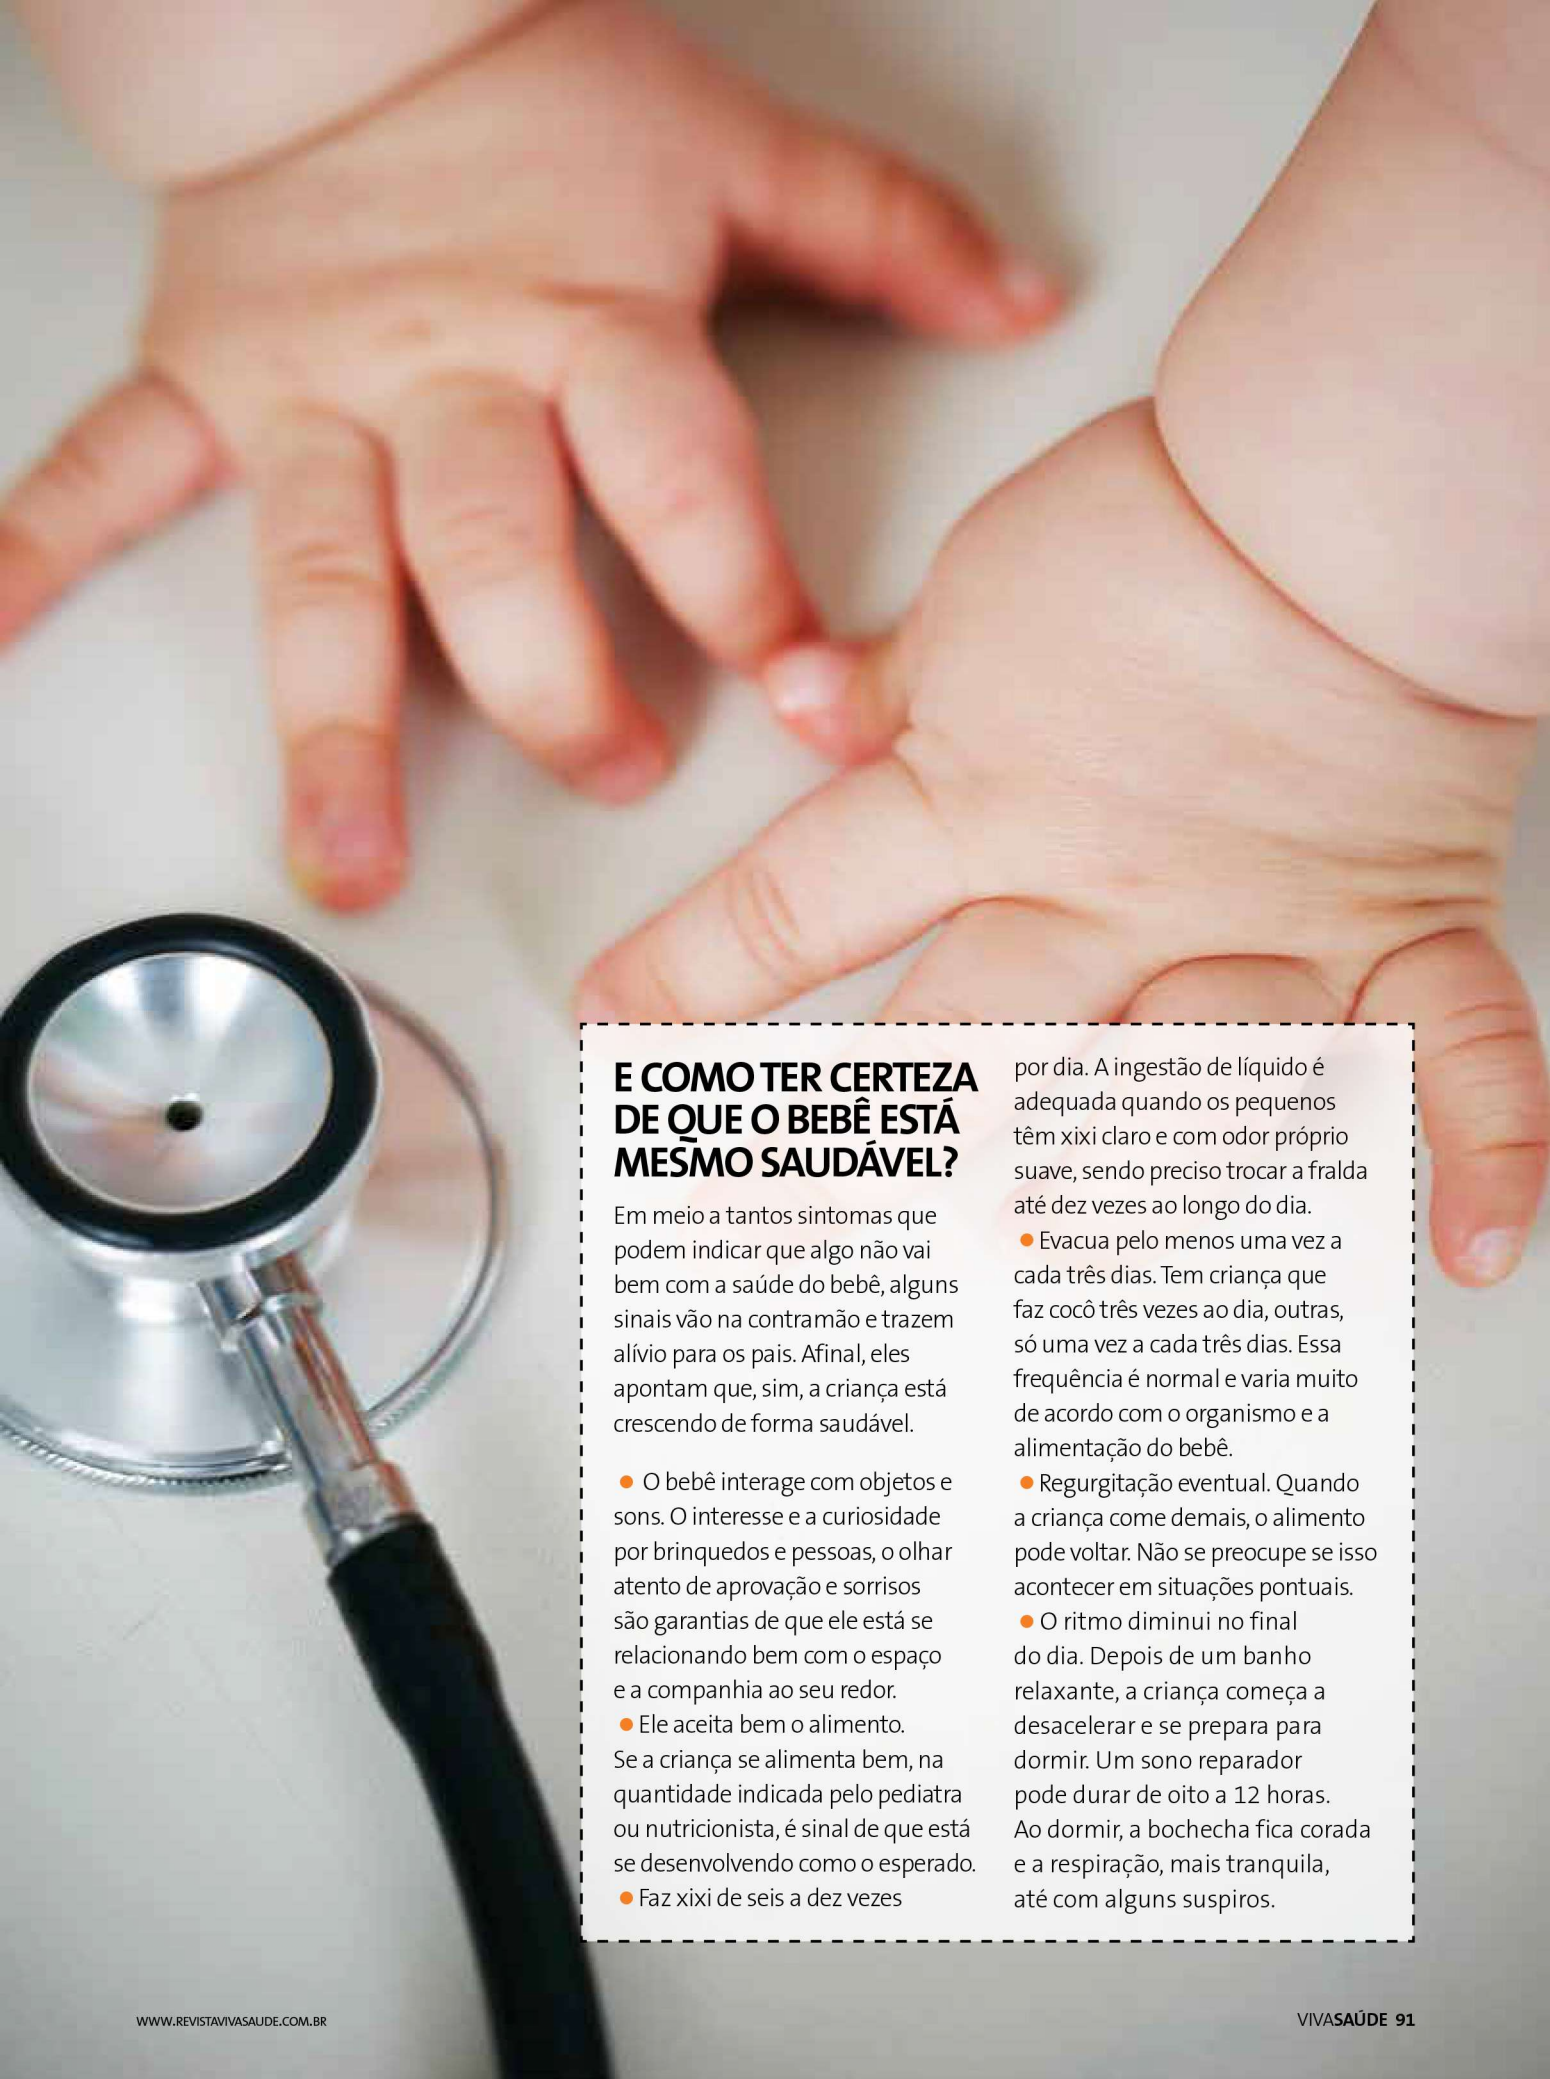 E COMO TER CERTEZA
DE QUE O BEBÊ ESTÁ
MESMO SAUDÁVEL?
Em meio a tantos sintomas que
podem indicar que algo não vai
bem com a saúde do bebê, alguns
sinais vão na contramão e trazem
alívio para os pais. Afinal, eles
apontam que, sim, a criança está
crescendo de forma saudável.
• O bebê interage com objetos e
sons. O interesse e a curiosidade
por brinquedos e pessoas, o olhar
atento de aprovação e sorrisos
são garantias de que ele está se
relacionando bem com o espaço
e a companhia ao seu redor.
• Ele aceita bem o alimento.
Se a criança se alimenta bem, na
quantidade indicada pelo pediatra
ou nutricionista, é sinal de que está
se desenvolvendo como o esperado.
• Faz xixi de seis a dez vezes
por dia. A ingestão de líquido é
adequada quando os pequenos
têm xixi claro e com odor próprio
suave, sendo preciso trocar a fralda
até dez vezes ao longo do dia.
• Evacua pelo menos uma vez a
cada três dias. Tem criança que
faz cocô três vezes ao dia, outras,
só uma vez a cada três dias. Essa
frequência é normal e varia muito
de acordo com o organismo e a
alimentação do bebê.
• Regurgitação eventual. Quando
a criança come demais, o alimento
pode voltar. Não se preocupe se isso
acontecer em situações pontuais.
• O ritmo diminui no final
do dia. Depois de um banho
relaxante, a criança começa a
desacelerar e se prepara para
dormir. Um sono reparador
pode durar de oito a 12 horas.
Ao dormir, a bochecha fica corada
e a respiração, mais tranquila,
até com alguns suspiros.
WWW.REVISTAVIVASAUDE.COM.BR
VIVASAÚDE 91